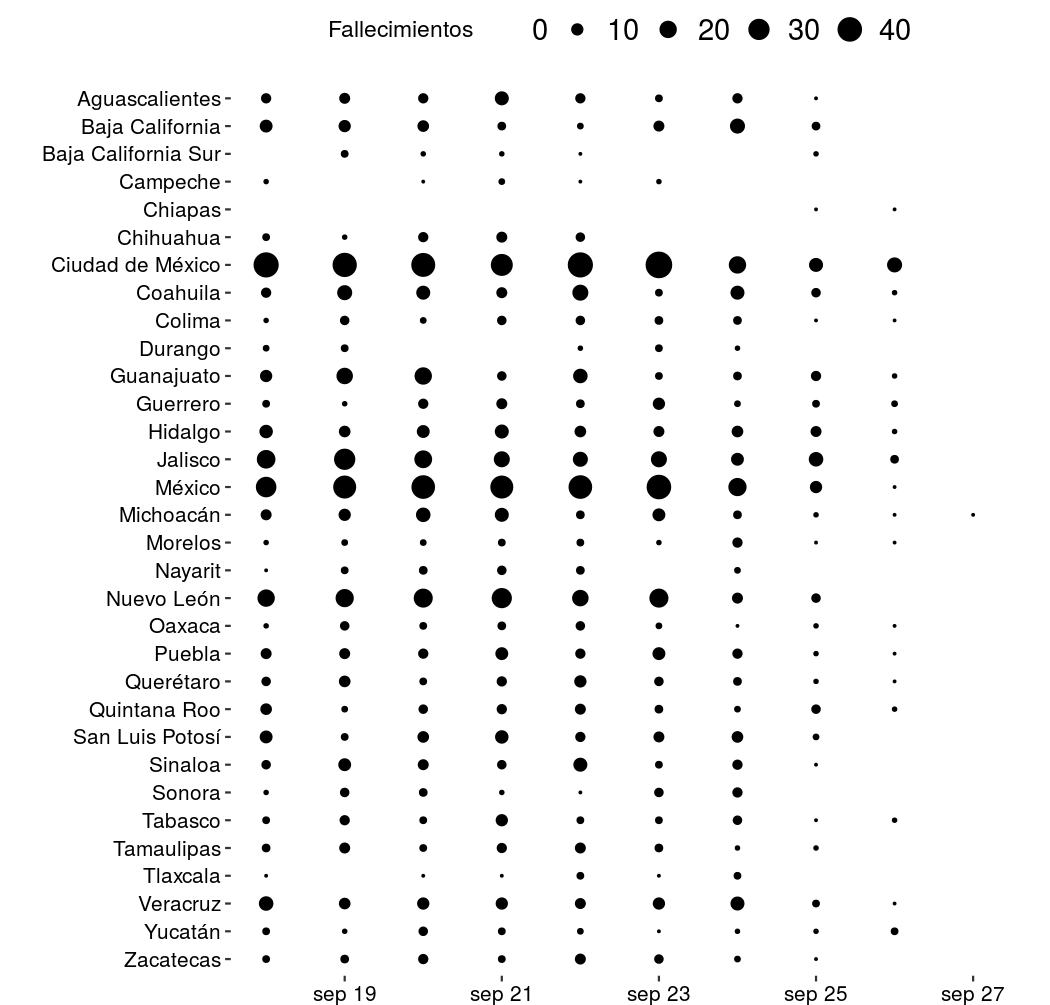 Fallecimientos 0 10 20 30 40
Aguascalientes
Baja California
Baja California Sur
Campeche
Chiapas
Chihuahua
Ciudad de México
Coahuila
Colima
Durango
Guanajuato
Guerrero
Hidalgo
Jalisco
México
Michoacán
Morelos
Nayarit
Nuevo León
Oaxaca
Puebla
Querétaro
Quintana Roo
San Luis Potosí
Sinaloa
Sonora
Tabasco
Tamaulipas
Tlaxcala
Veracruz
Yucatán
Zacatecas
sep 19 sep 21 sep 23 sep 25 sep 27